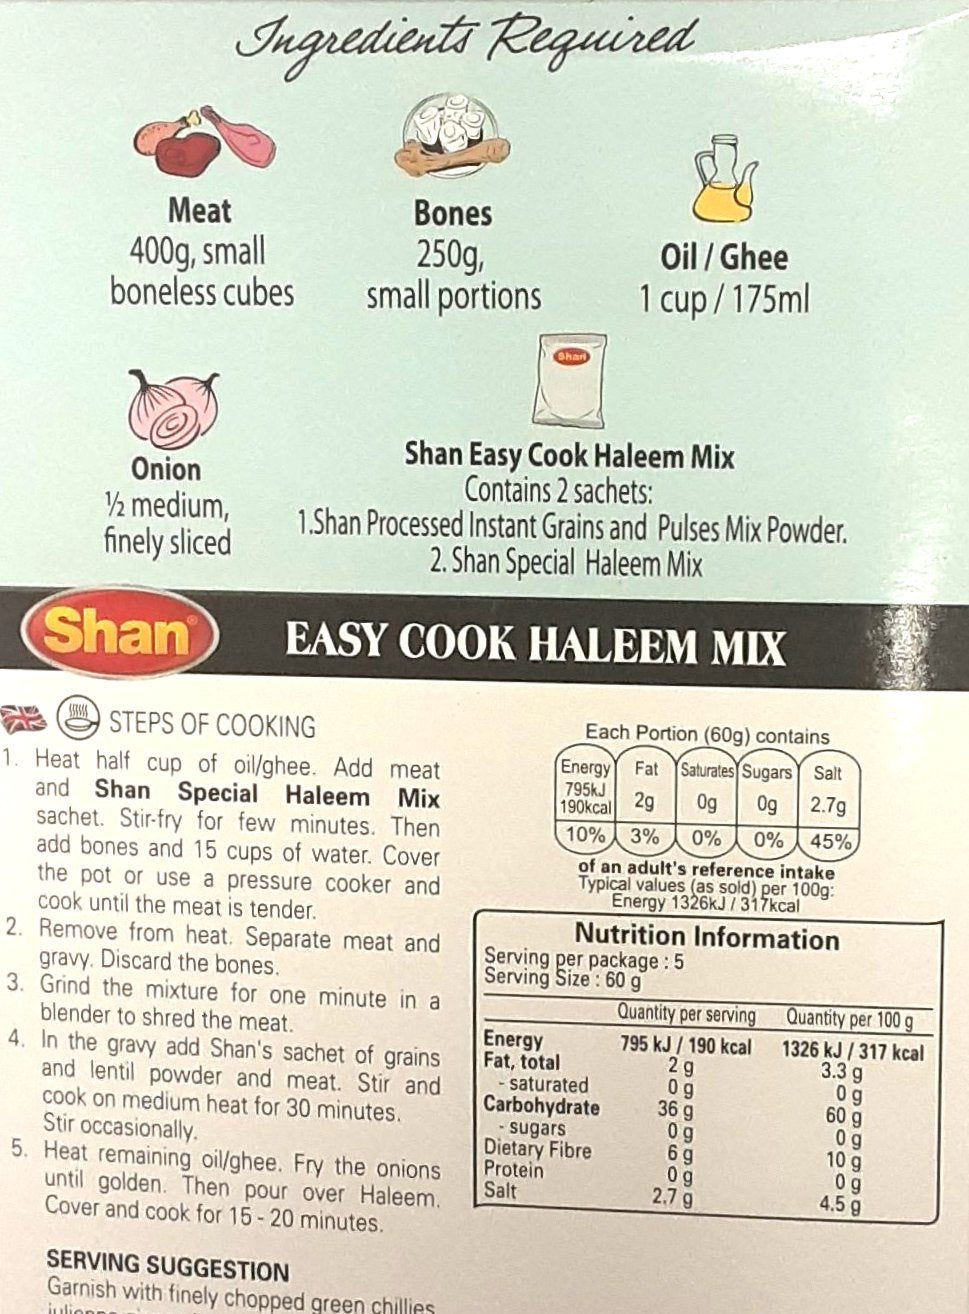 Ingredients Required
Meat
400g, small
boneless cubes
Bones
250g,
small portions
Oil / Ghee
1 cup / 175ml
Shan
Onion
½ medium,
finely sliced
Shan Easy Cook Haleem Mix
Contains 2 sachets:
1.Shan Processed Instant Grains and Pulses Mix Powder.
2. Shan Special Haleem Mix
Shan®
EASY COOK HALEEM MIX
STEPS OF COOKING
1. Heat half cup of oil/ghee. Add meat
and Shan Special Haleem Mix
sachet. Stir-fry for few minutes. Then
add bones and 15 cups of water. Cover
the pot or use a pressure cooker and
cook until the meat is tender.
2. Remove from heat. Separate meat and
gravy. Discard the bones.
3. Grind the mixture for one minute in a
blender to shred the meat.
4. In the gravy add Shan's sachet of grains
and lentil powder and meat. Stir and
cook on medium heat for 30 minutes.
Stir occasionally.
5. Heat remaining oil/ghee. Fry the onions
until golden. Then pour over Haleem.
Cover and cook for 15 - 20 minutes.
SERVING SUGGESTION
Garnish with finely chopped green chillies
Each Portion (60g) contains
Energy Fat Saturates Sugars Salt
795kJ
190kcal 2g 0g 0g 2.7g
10% 3% 0% 0% 45%
of an adult's reference intake
Typical values (as sold) per 100g:
Energy 1326kJ / 317kcal
Nutrition Information
Serving per package : 5
Serving Size : 60 g
Quantity per serving Quantity per 100 g
Energy 795 kJ / 190 kcal 1326 kJ / 317 kcal
Fat, total 2 g 3.3 g
- saturated 0 g 0 g
Carbohydrate 36 g 60 g
- sugars 0 g 0 g
Dietary Fibre 6 g 10 g
Protein 0 g 0 g
Salt 2.7 g 4.5 g